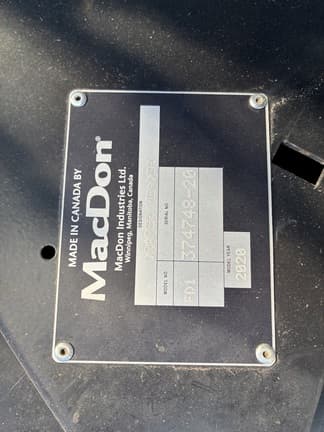 MADE IN CANADA BY
MacDon®
MacDon Industries Ltd.
Winnipeg, Manitoba, Canada
DESIGNATION
MODEL NO
SERIAL NO.
FD1 374748-20
MODEL YEAR
2020